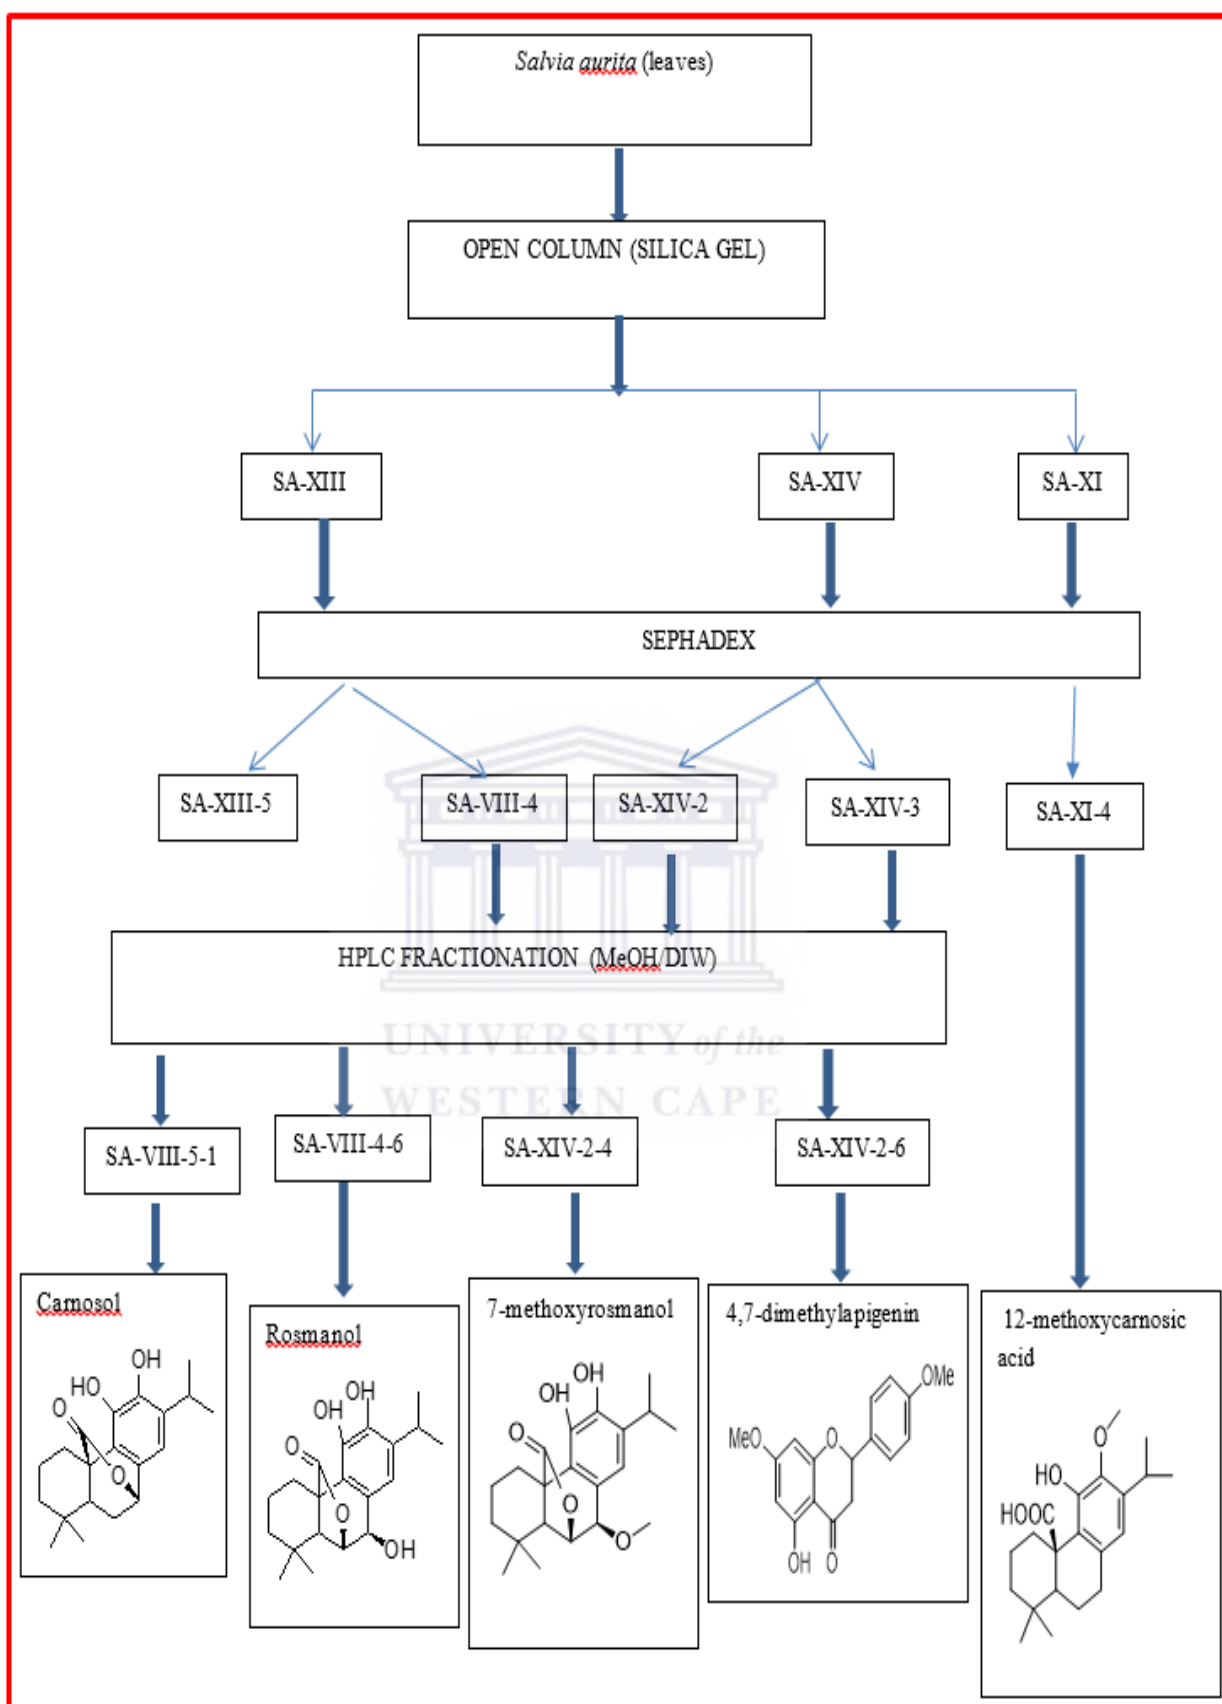 Salvia aurita (leaves)
OPEN COLUMN (SILICA GEL)
SA-XIII
SA-XIV
SA-XI
SEPHADEX
SA-XIII-5
SA-VIII-4
SA-XIV-2
SA-XIV-3
SA-XI-4
HPLC FRACTIONATION (MeOH/DIW)
UNIVERSITY of the
WESTERN CAPE
SA-VIII-5-1
SA-VIII-4-6
SA-XIV-2-4
SA-XIV-2-6
Carnosol
OH
HO
O
O
Rosmanol
OH
OH
O
O
OH
7-methoxyrosmanol
OH
OH
O
O
O
4,7-dimethylapigenin
OMe
MeO
O
OH
O
12-methoxycarnosic
acid
O
HO
HOOC